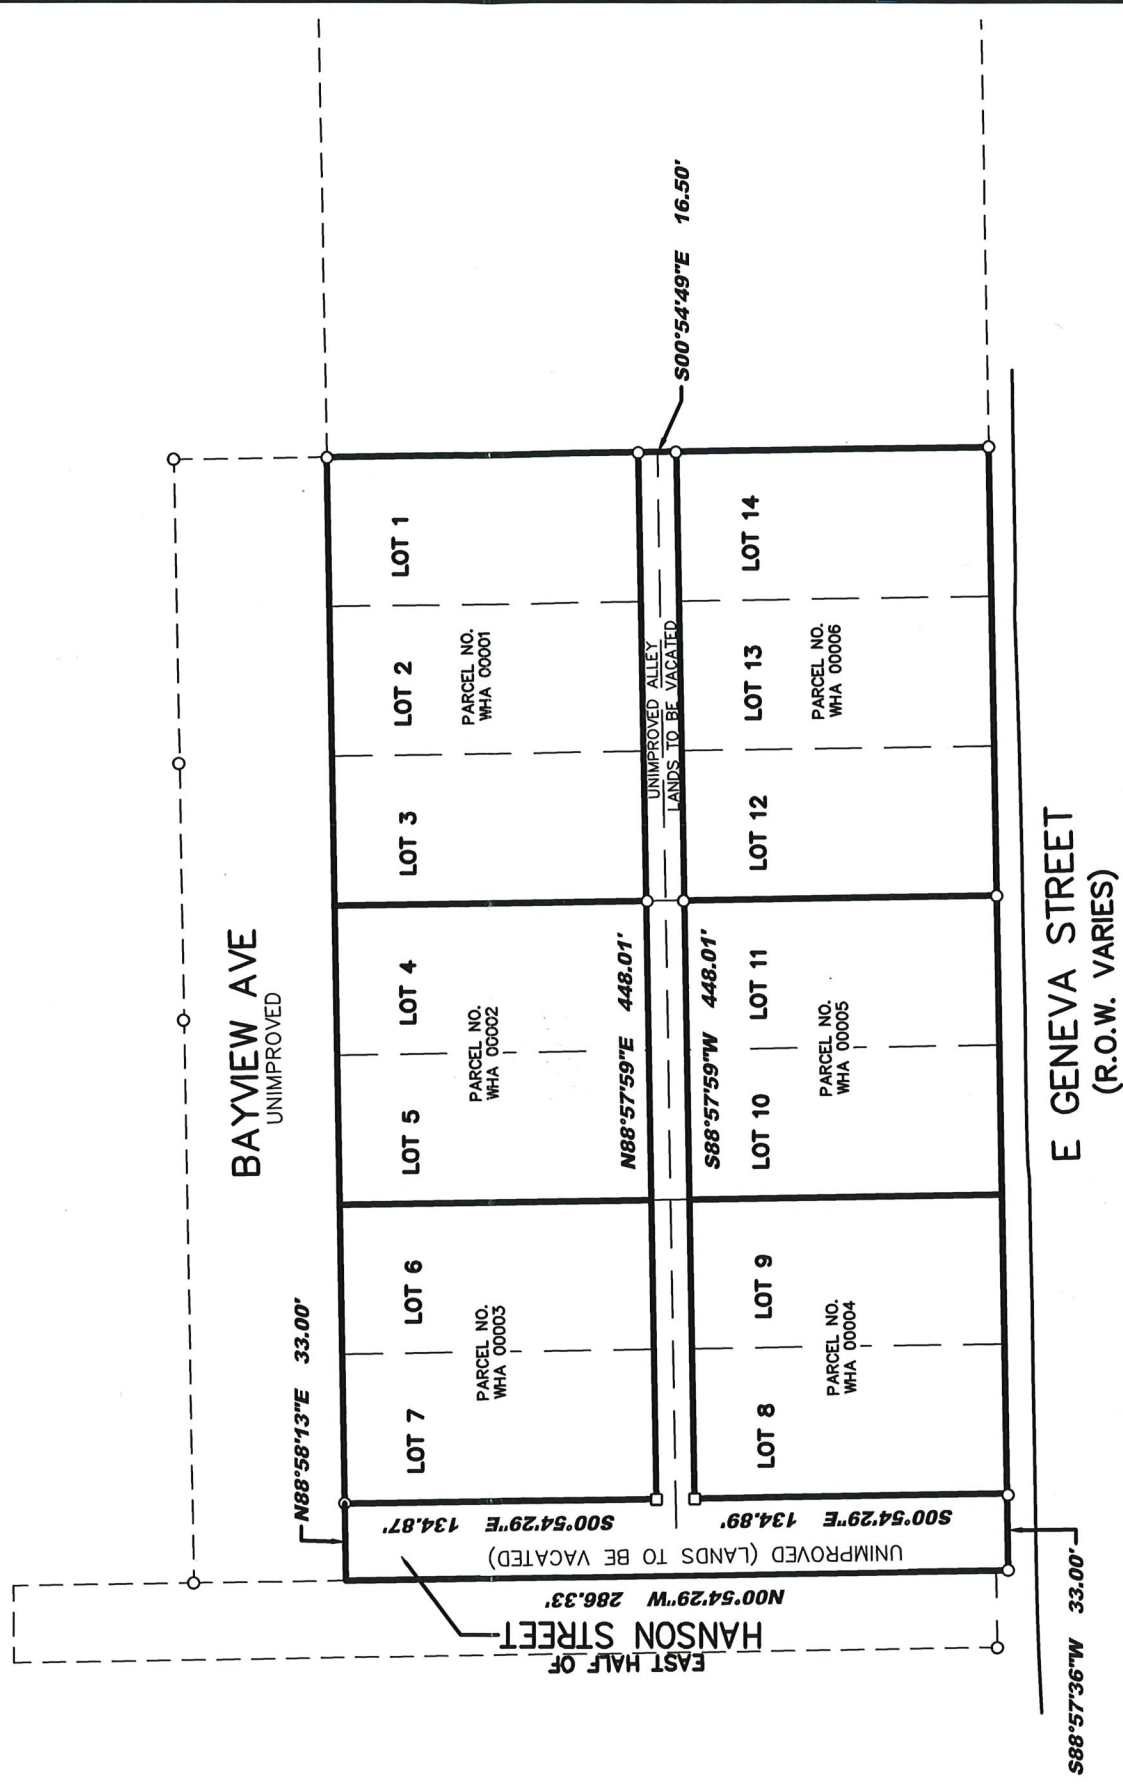 BAYVIEW AVE
UNIMPROVED
N88°58'13"E 33.00'
LOT 7
LOT 6
LOT 5
LOT 4
LOT 3
LOT 2
LOT 1
PARCEL NO.
WHA 00003
PARCEL NO.
WHA 00002
PARCEL NO.
WHA 00001
S00°54'29"E 134.87'
N88°57'59"E 448.01'
UNIMPROVED ALLEY
LANDS TO BE VACATED
S00°54'49"E 16.50'
S88°57'59"W 448.01'
LOT 8
LOT 9
LOT 10
LOT 11
LOT 12
LOT 13
LOT 14
PARCEL NO.
WHA 00004
PARCEL NO.
WHA 00005
PARCEL NO.
WHA 00006
S00°54'29"E 134.89'
UNIMPROVED (LANDS TO BE VACATED)
N00°54'29"W 286.33'
HANSON STREET
EAST HALF OF
E GENEVA STREET
(R.O.W. VARIES)
S88°57'36"W 33.00'